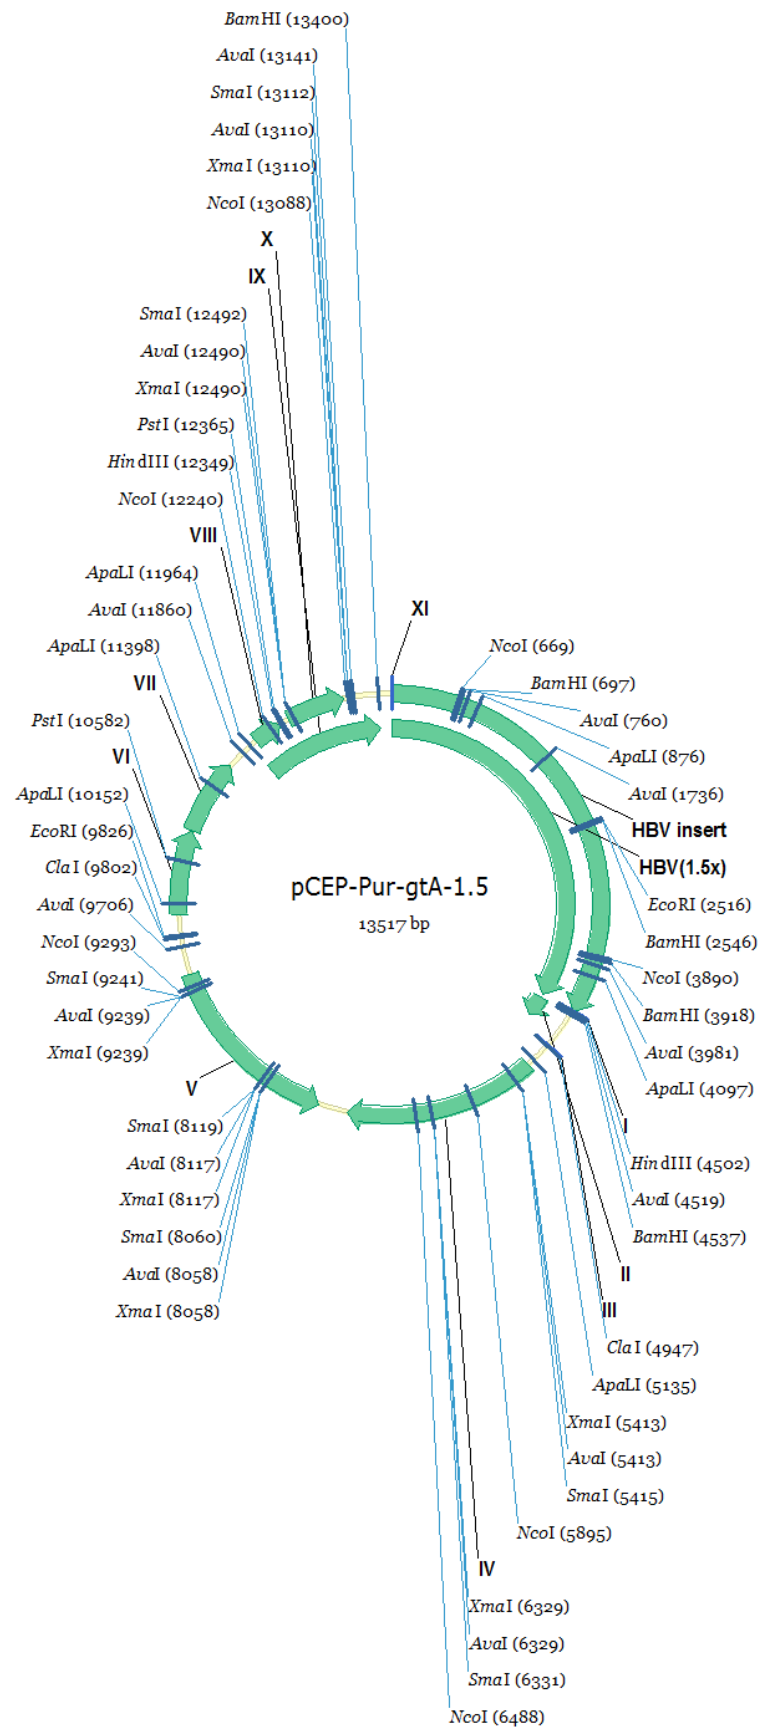 BamHI (13400)
AvaI (13141)
SmaI (13112)
AvaI (13110)
XmaI (13110)
NcoI (13088)
X
IX
SmaI (12492)
AvaI (12490)
XmaI (12490)
PstI (12365)
HindIII (12349)
NcoI (12240)
VIII
ApaLI (11964)
AvaI (11860)
ApaLI (11398)
VII
PstI (10582)
VI
ApaLI (10152)
EcoRI (9826)
ClaI (9802)
AvaI (9706)
NcoI (9293)
SmaI (9241)
AvaI (9239)
XmaI (9239)
V
SmaI (8119)
AvaI (8117)
XmaI (8117)
SmaI (8060)
AvaI (8058)
XmaI (8058)
pCEP-Pur-gtA-1.5
13517 bp
XI
NcoI (669)
BamHI (697)
AvaI (760)
ApaLI (876)
AvaI (1736)
HBV insert
HBV(1.5x)
EcoRI (2516)
BamHI (2546)
NcoI (3890)
BamHI (3918)
AvaI (3981)
ApaLI (4097)
I
HindIII (4502)
AvaI (4519)
BamHI (4537)
II
III
ClaI (4947)
ApaLI (5135)
XmaI (5413)
AvaI (5413)
SmaI (5415)
NcoI (5895)
IV
XmaI (6329)
AvaI (6329)
SmaI (6331)
NcoI (6488)